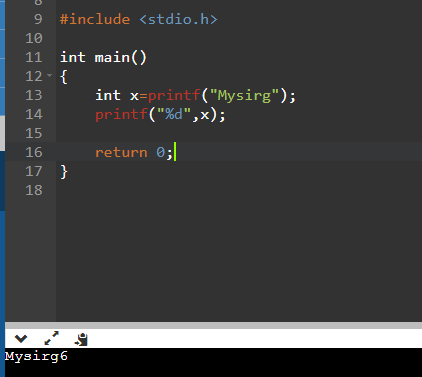 8
9 #include <stdio.h>
10
11 int main()
12 {
13     int x=printf("Mysirg");
14     printf("%d",x);
15
16     return 0;
17 }
18
Mysirg6